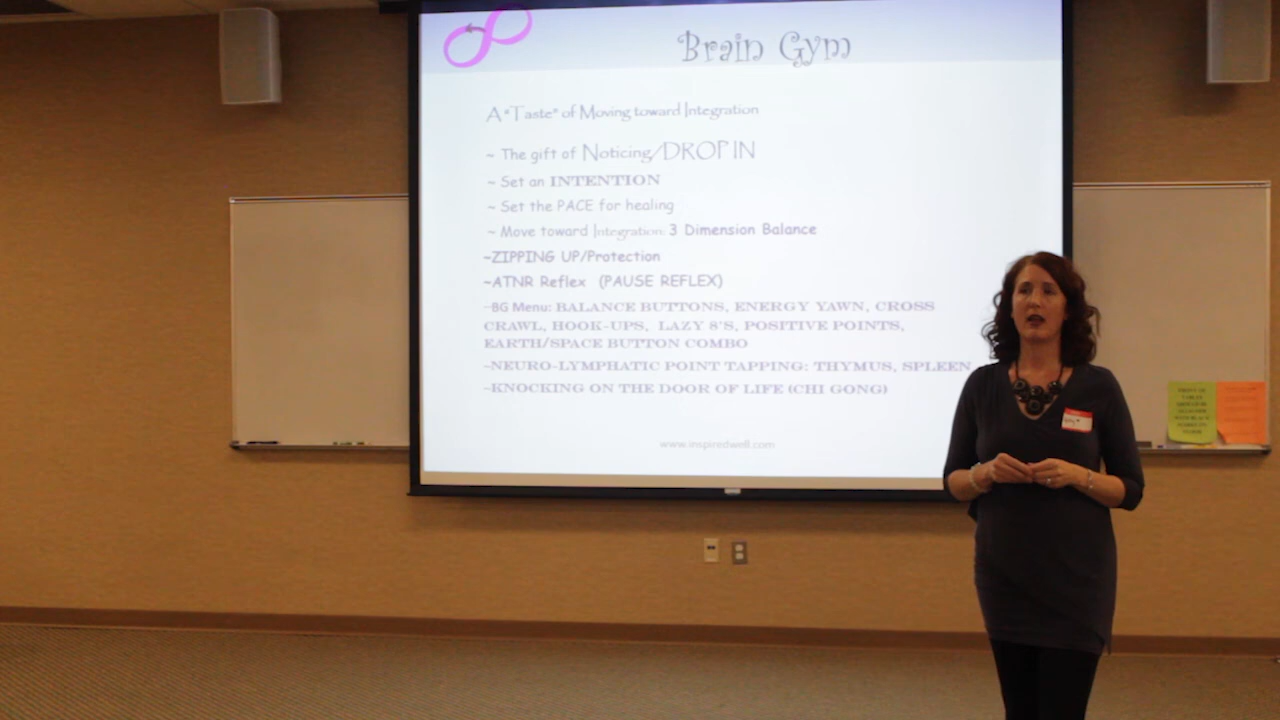 Brain Gym
A *Taste* of Moving toward Integration
~ The gift of Noticing/DROP IN
~ Set an INTENTION
~ Set the PACE for healing
~ Move toward Integration: 3 Dimension Balance
~ZIPPING UP/Protection
~ATNR Reflex (PAUSE REFLEX)
~BG Menu: BALANCE BUTTONS, ENERGY YAWN, CROSS
CRAWL, HOOK-UPS, LAZY 8'S, POSITIVE POINTS,
EARTH/SPACE BUTTON COMBO
~NEURO-LYMPHATIC POINT TAPPING: THYMUS, SPLEEN
~KNOCKING ON THE DOOR OF LIFE (CHI GONG)
www.inspiredwell.com